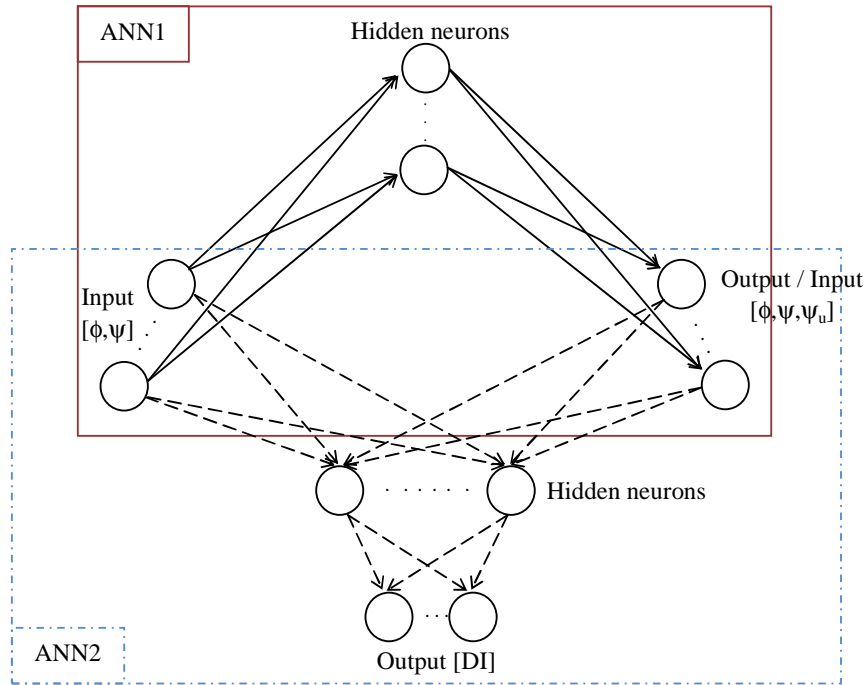 ANN1
Hidden neurons
Input
[ϕ,ψ]
Output / Input
[ϕ,ψ,ψu]
Hidden neurons
ANN2
Output [DI]